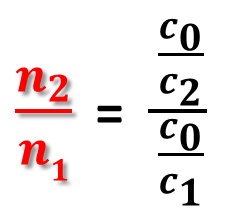 n₂/n₁ = (c₀/c₂)/(c₀/c₁)